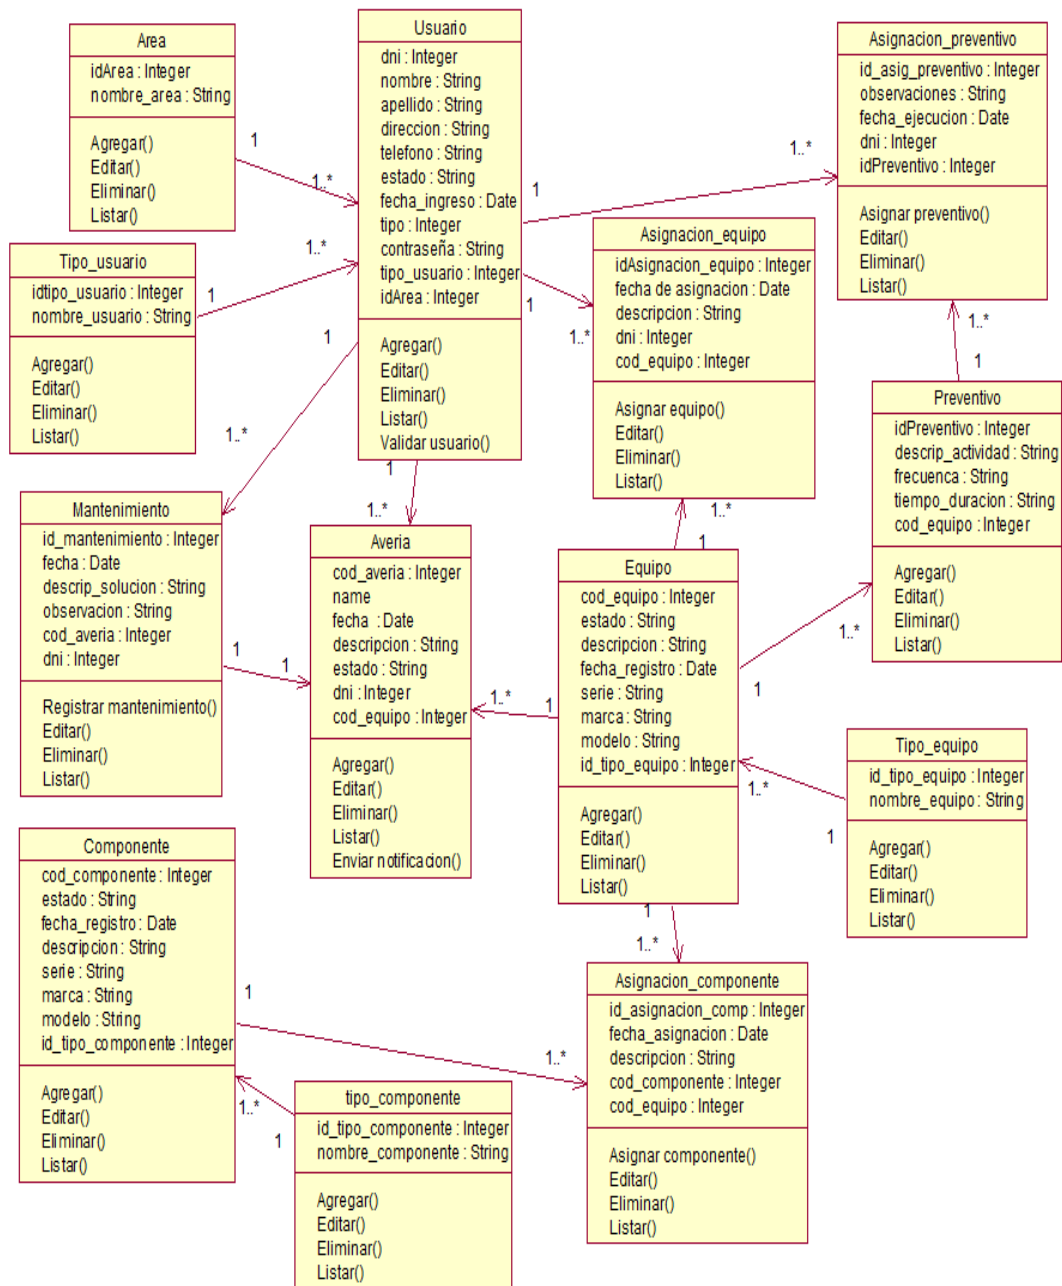 Area
idArea : Integer
nombre_area : String
Agregar()
Editar()
Eliminar()
Listar()
1
1..*
Usuario
dni : Integer
nombre : String
apellido : String
direccion : String
telefono : String
estado : String
fecha_ingreso : Date
tipo : Integer
contraseña : String
tipo_usuario : Integer
idArea : Integer
Agregar()
Editar()
Eliminar()
Listar()
Validar usuario()
Asignacion_preventivo
id_asig_preventivo : Integer
observaciones : String
fecha_ejecucion : Date
dni : Integer
idPreventivo : Integer
Asignar preventivo()
Editar()
Eliminar()
Listar()
1
1..*
Tipo_usuario
idtipo_usuario : Integer
nombre_usuario : String
Agregar()
Editar()
Eliminar()
Listar()
1
1..*
Asignacion_equipo
idAsignacion_equipo : Integer
fecha de asignacion : Date
descripcion : String
dni : Integer
cod_equipo : Integer
Asignar equipo()
Editar()
Eliminar()
Listar()
1
1..*
1..*
1
Preventivo
idPreventivo : Integer
descrip_actividad : String
frecuenca : String
tiempo_duracion : String
cod_equipo : Integer
Agregar()
Editar()
Eliminar()
Listar()
1
1..*
1
1..*
1..*
1
Mantenimiento
id_mantenimiento : Integer
fecha : Date
descrip_solucion : String
observacion : String
cod_averia : Integer
dni : Integer
Registrar mantenimiento()
Editar()
Eliminar()
Listar()
1
1
Averia
cod_averia : Integer
name
fecha : Date
descripcion : String
estado : String
dni : Integer
cod_equipo : Integer
Agregar()
Editar()
Eliminar()
Listar()
Enviar notificacion()
1..*
1
Equipo
cod_equipo : Integer
estado : String
descripcion : String
fecha_registro : Date
serie : String
marca : String
modelo : String
id_tipo_equipo : Integer
Agregar()
Editar()
Eliminar()
Listar()
1
1..*
1..*
1
Tipo_equipo
id_tipo_equipo : Integer
nombre_equipo : String
Agregar()
Editar()
Eliminar()
Listar()
Componente
cod_componente : Integer
estado : String
fecha_registro : Date
descripcion : String
serie : String
marca : String
modelo : String
id_tipo_componente : Integer
Agregar()
Editar()
Eliminar()
Listar()
1
1..*
1
1..*
Asignacion_componente
id_asignacion_comp : Integer
fecha_asignacion : Date
descripcion : String
cod_componente : Integer
cod_equipo : Integer
Asignar componente()
Editar()
Eliminar()
Listar()
1..*
1
tipo_componente
id_tipo_componente : Integer
nombre_componente : String
Agregar()
Editar()
Eliminar()
Listar()